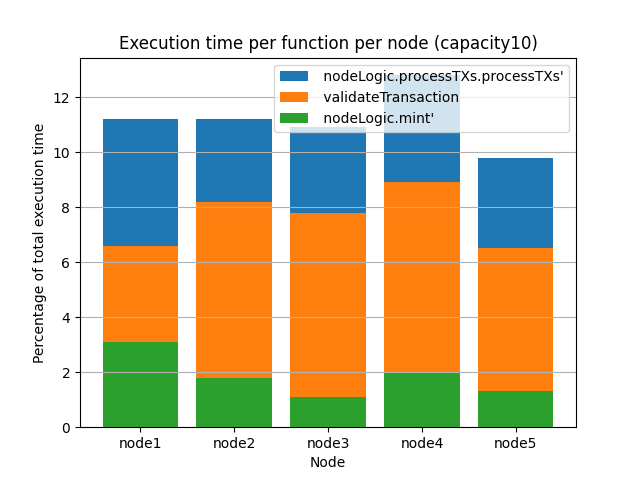 Execution time per function per node (capacity10)
nodeLogic.processTXs.processTXs'
validateTransaction
nodeLogic.mint'
Percentage of total execution time
12
10
8
6
4
2
0
node1 node2 node3 node4 node5
Node